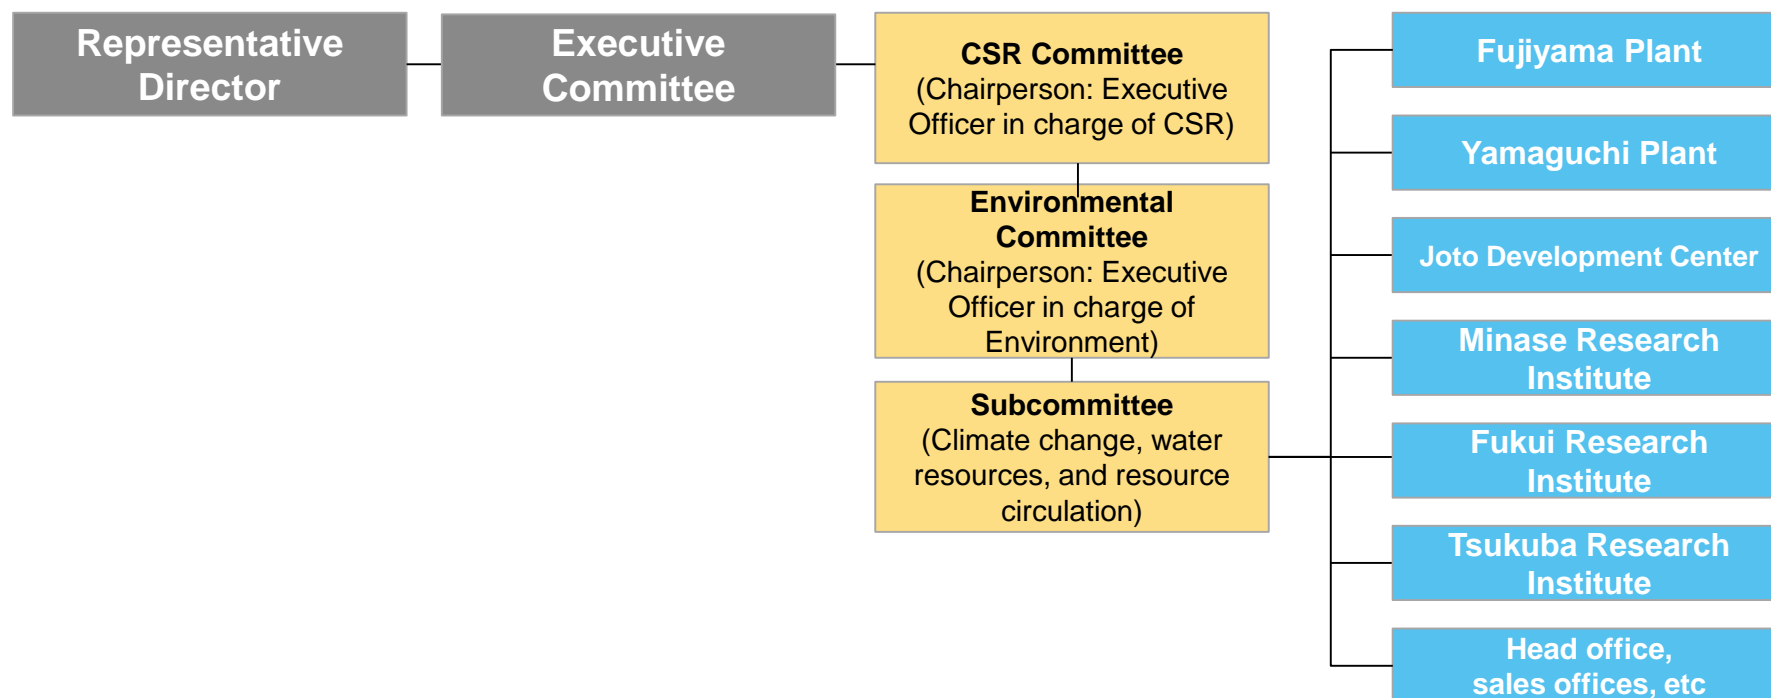 Representative
Director
Executive
Committee
CSR Committee
(Chairperson: Executive
Officer in charge of CSR)
Environmental
Committee
(Chairperson: Executive
Officer in charge of
Environment)
Subcommittee
(Climate change, water
resources, and resource
circulation)
Fujiyama Plant
Yamaguchi Plant
Joto Development Center
Minase Research
Institute
Fukui Research
Institute
Tsukuba Research
Institute
Head office,
sales offices, etc